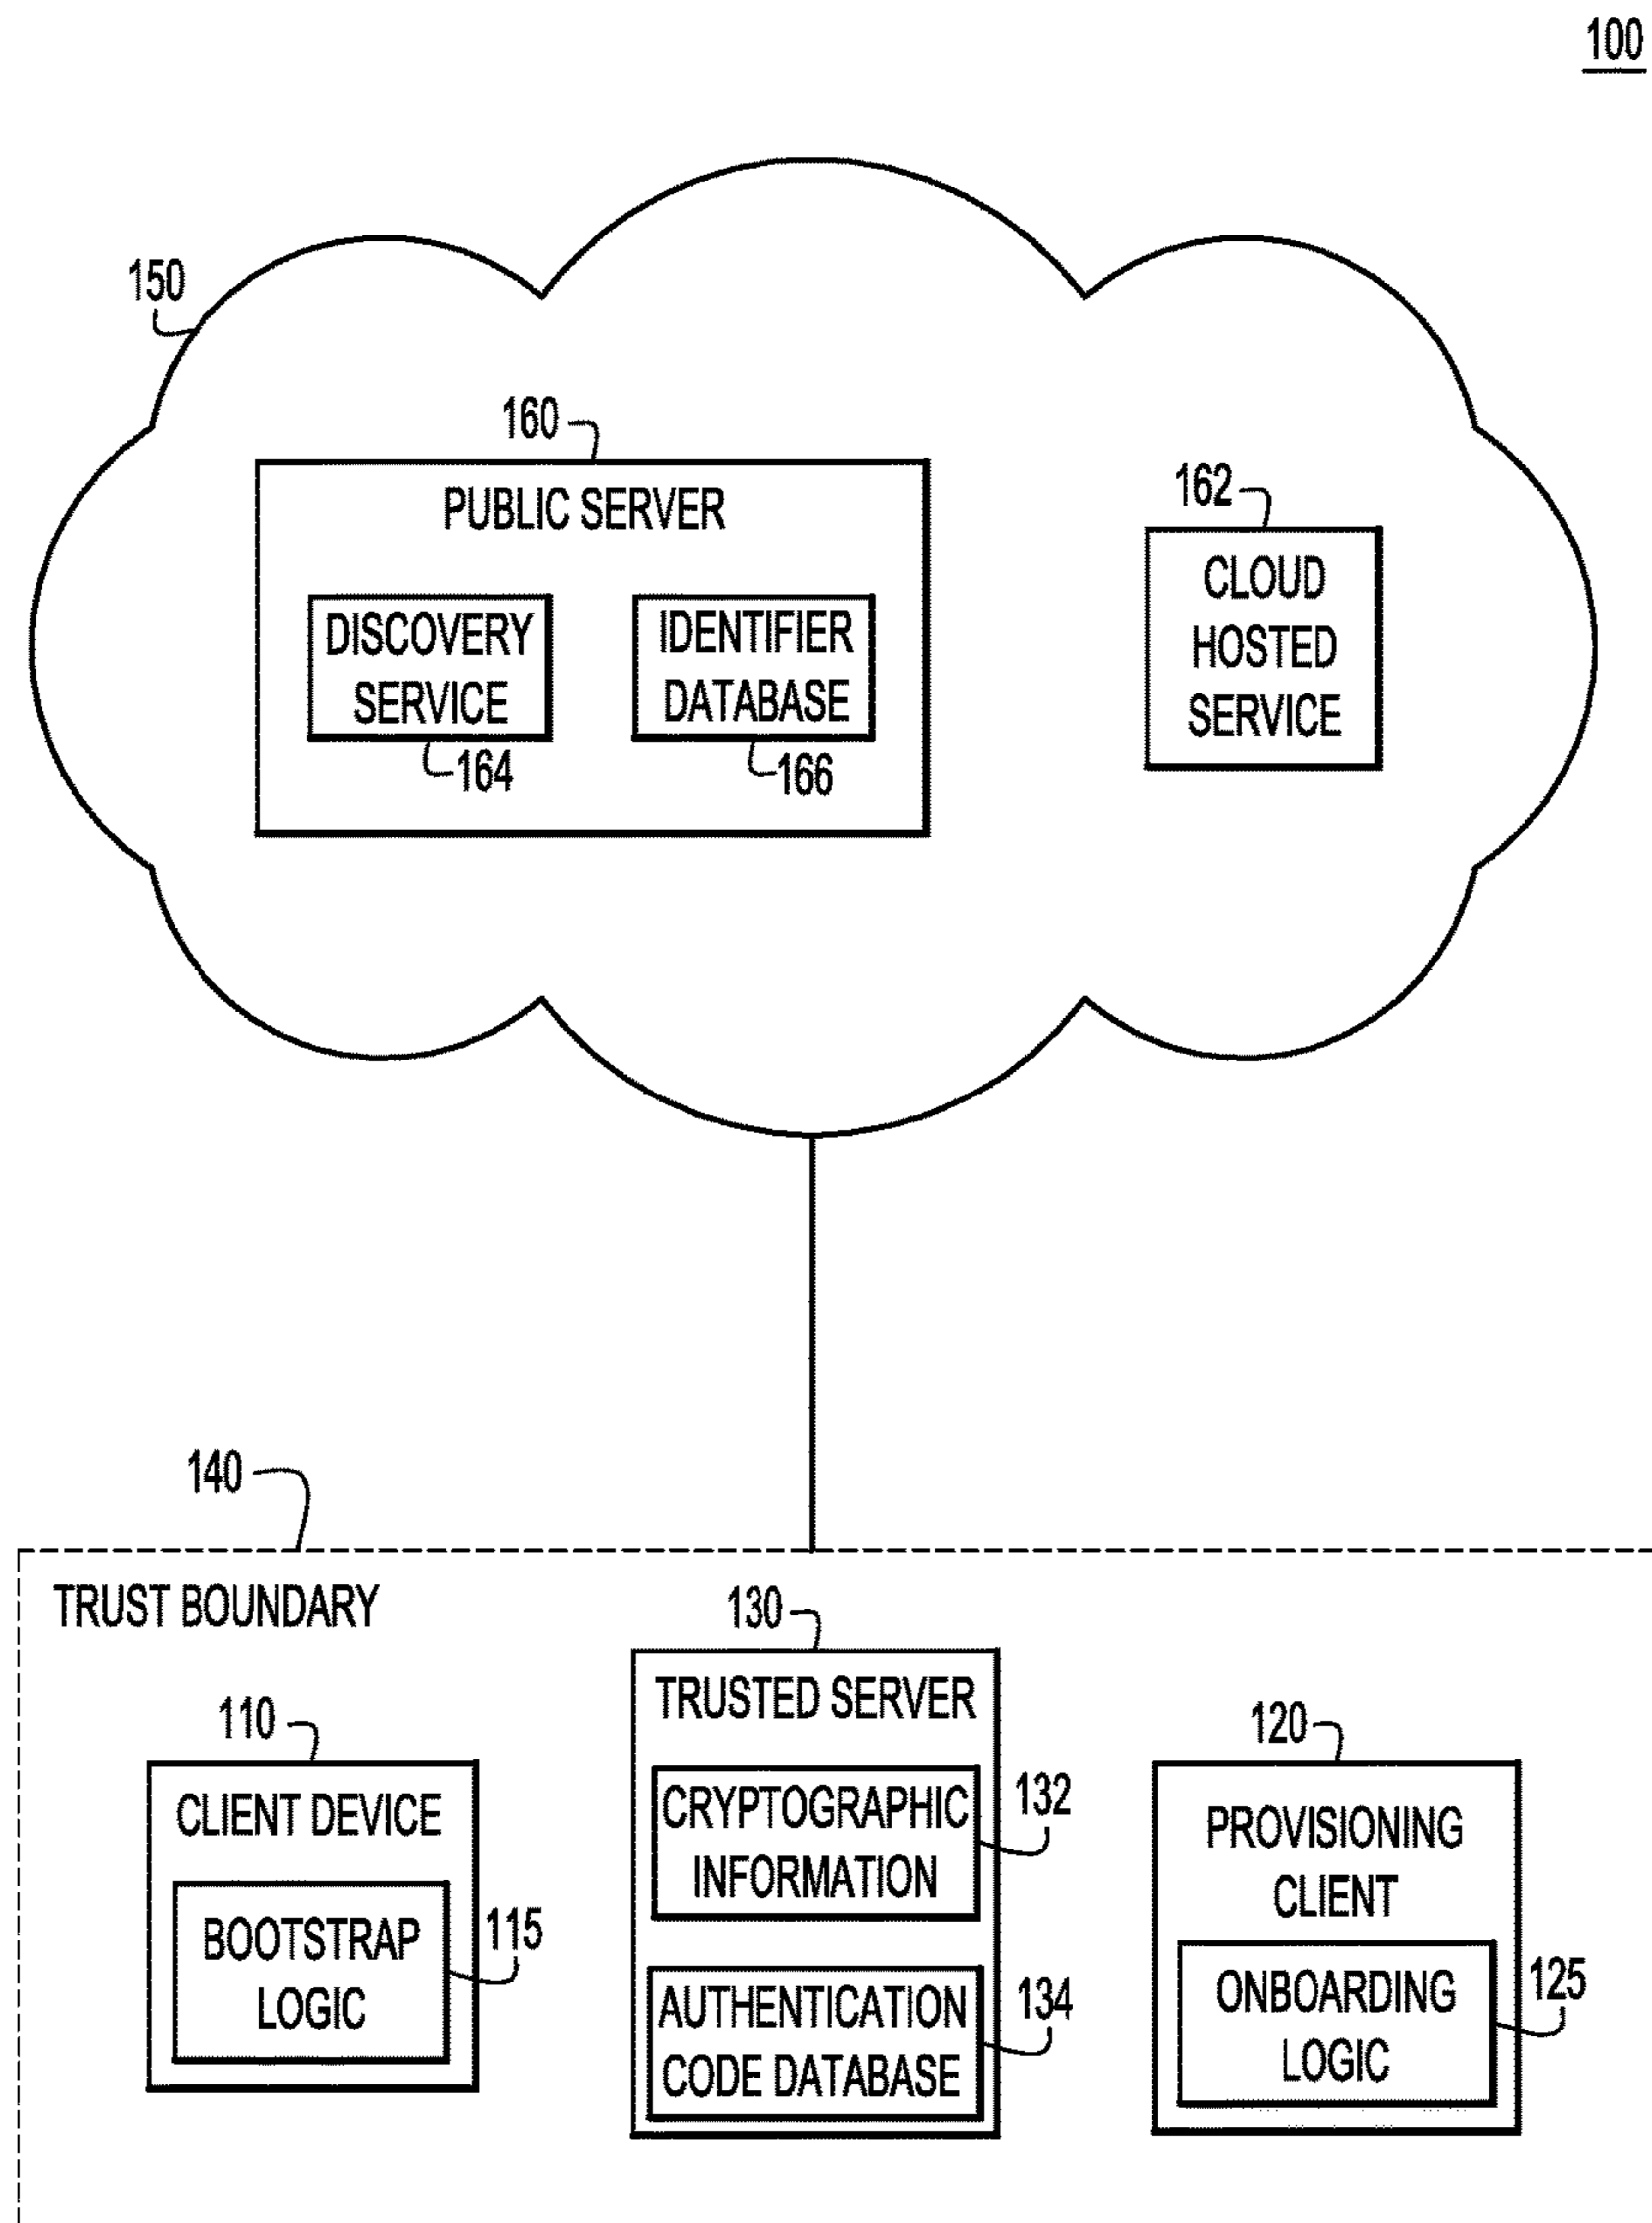 100
150
160
PUBLIC SERVER
162
CLOUD
HOSTED
SERVICE
DISCOVERY
SERVICE
164
IDENTIFIER
DATABASE
166
140
TRUST BOUNDARY
110
CLIENT DEVICE
BOOTSTRAP
LOGIC
115
130
TRUSTED SERVER
CRYPTOGRAPHIC
INFORMATION
132
AUTHENTICATION
CODE DATABASE
134
120
PROVISIONING
CLIENT
ONBOARDING
LOGIC
125